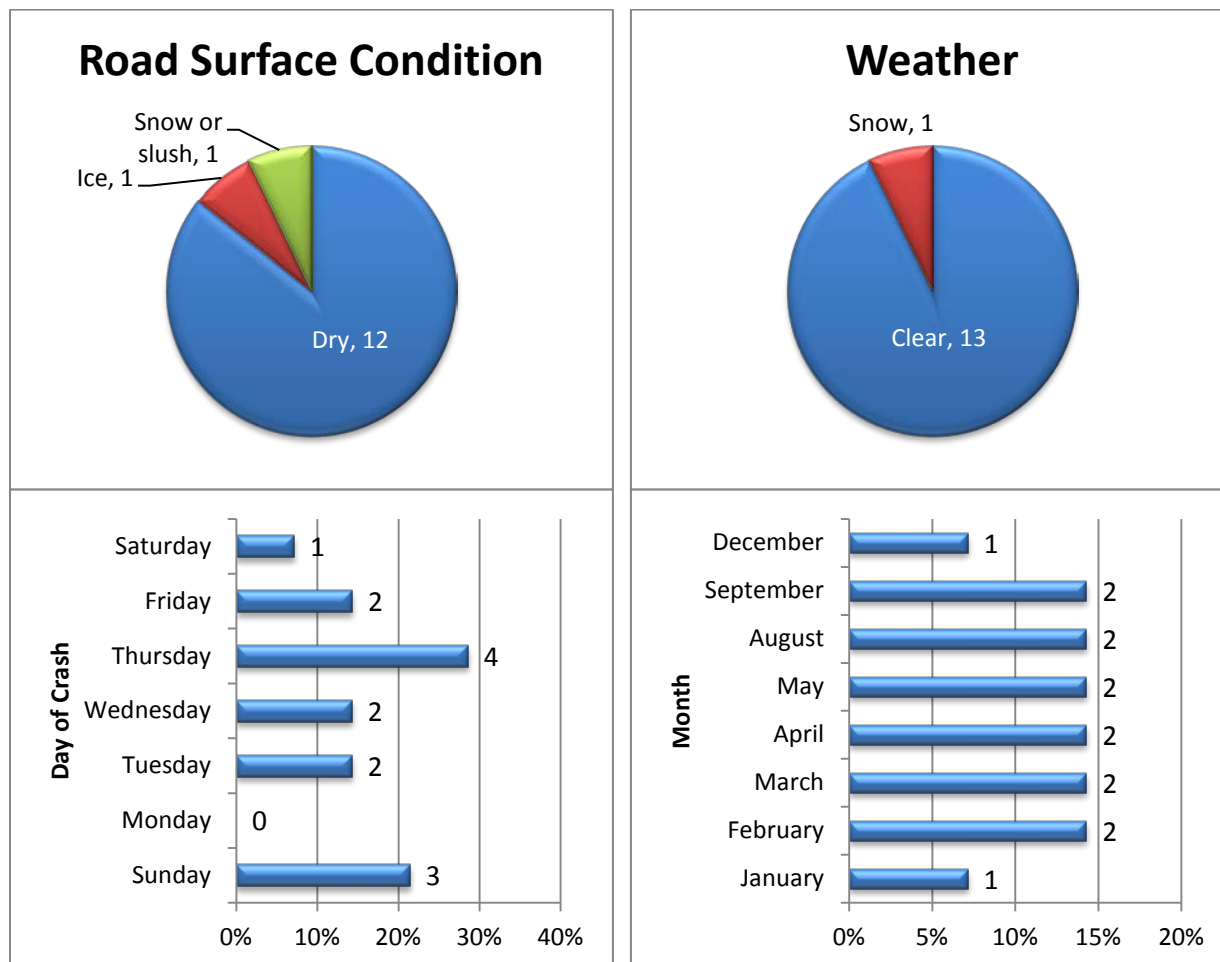 Road Surface Condition
Snow or
slush, 1
Ice, 1
Dry, 12
Weather
Snow, 1
Clear, 13
Day of Crash
Saturday 1
Friday 2
Thursday 4
Wednesday 2
Tuesday 2
Monday 0
Sunday 3
0% 10% 20% 30% 40%
Month
December 1
September 2
August 2
May 2
April 2
March 2
February 2
January 1
0% 5% 10% 15% 20%